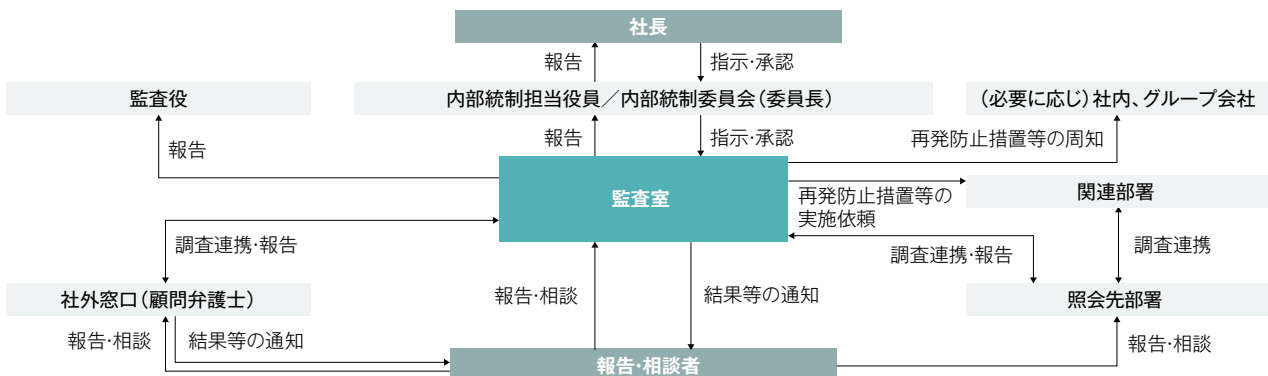 社長
報告
指示・承認
監査役
内部統制担当役員／内部統制委員会（委員長）
（必要に応じ）社内、グループ会社
報告
報告
指示・承認
再発防止措置等の周知
監査室
再発防止措置等の
実施依頼
関連部署
調査連携・報告
調査連携・報告
調査連携
社外窓口（顧問弁護士）
報告・相談
結果等の通知
照会先部署
報告・相談
結果等の通知
報告・相談
報告・相談者